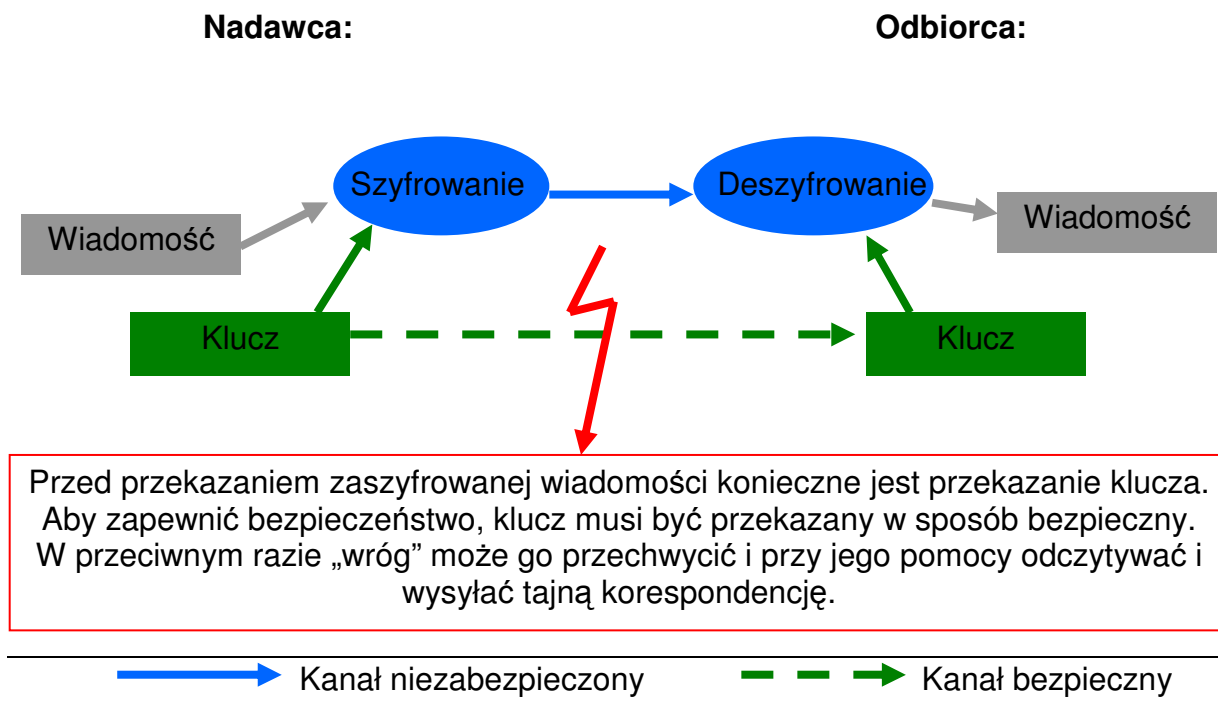 Nadawca:
Odbiorca:
Szyfrowanie
Deszyfrowanie
Wiadomość
Wiadomość
Klucz
Klucz
Przed przekazaniem zaszyfrowanej wiadomości konieczne jest przekazanie klucza.
Aby zapewnić bezpieczeństwo, klucz musi być przekazany w sposób bezpieczny.
W przeciwnym razie „wróg” może go przechwycić i przy jego pomocy odczytywać i
wysyłać tajną korespondencję.
Kanał niezabezpieczony
Kanał bezpieczny